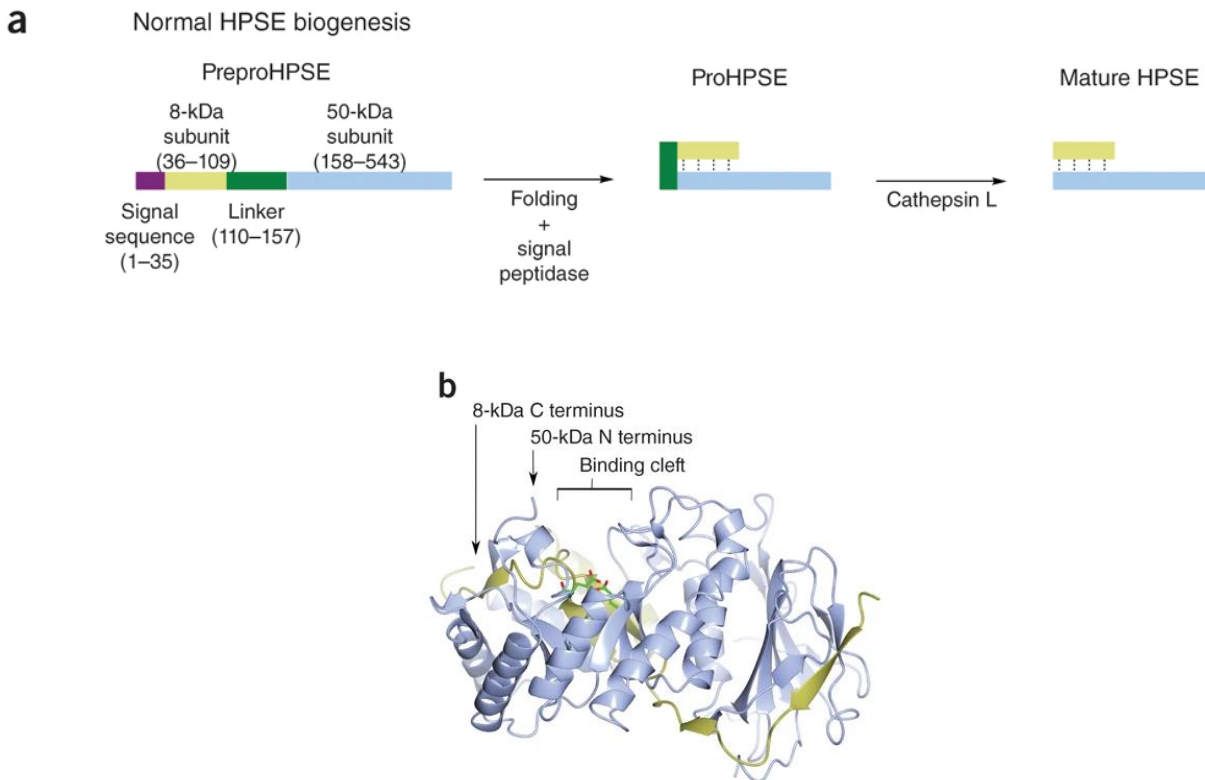 a
Normal HPSE biogenesis
PreproHPSE
8-kDa
subunit
(36–109)
50-kDa
subunit
(158–543)
Signal
sequence
(1–35)
Linker
(110–157)
Folding
+
signal
peptidase
ProHPSE
Cathepsin L
Mature HPSE
b
8-kDa C terminus
50-kDa N terminus
Binding cleft